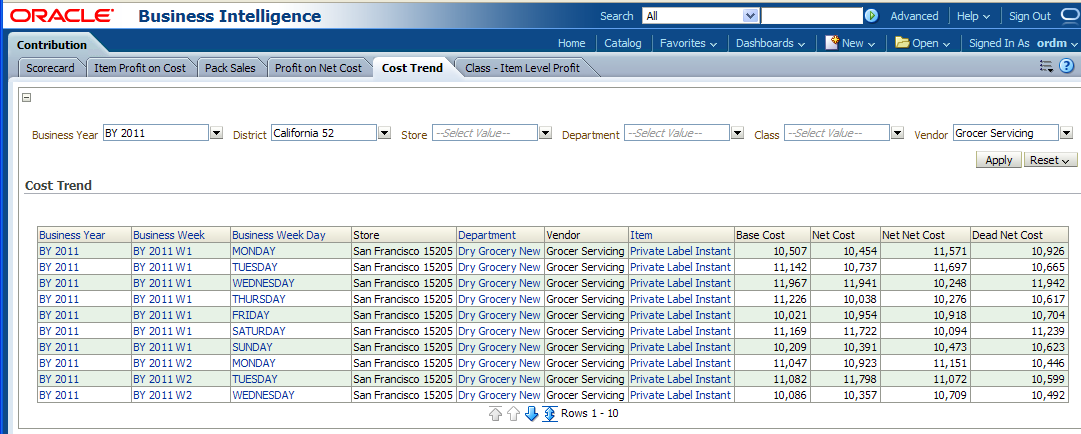 ORACLE Business Intelligence Search All Advanced Help Sign Out
Contribution Home Catalog Favorites Dashboards New Open Signed In As ordm
Scorecard Item Profit on Cost Pack Sales Profit on Net Cost Cost Trend Class - Item Level Profit
Business Year BY 2011 District California 52 Store --Select Value-- Department --Select Value-- Class --Select Value-- Vendor Grocer Servicing
Apply Reset
Cost Trend
Business Year Business Week Business Week Day Store Department Vendor Item Base Cost Net Cost Net Net Cost Dead Net Cost
BY 2011 BY 2011 W1 MONDAY San Francisco 15205 Dry Grocery New Grocer Servicing Private Label Instant 10,507 10,454 11,571 10,926
BY 2011 BY 2011 W1 TUESDAY San Francisco 15205 Dry Grocery New Grocer Servicing Private Label Instant 11,142 10,737 11,697 10,665
BY 2011 BY 2011 W1 WEDNESDAY San Francisco 15205 Dry Grocery New Grocer Servicing Private Label Instant 11,967 11,941 10,248 11,942
BY 2011 BY 2011 W1 THURSDAY San Francisco 15205 Dry Grocery New Grocer Servicing Private Label Instant 11,226 10,038 10,276 10,617
BY 2011 BY 2011 W1 FRIDAY San Francisco 15205 Dry Grocery New Grocer Servicing Private Label Instant 10,021 10,954 10,918 10,704
BY 2011 BY 2011 W1 SATURDAY San Francisco 15205 Dry Grocery New Grocer Servicing Private Label Instant 11,169 11,722 10,094 11,239
BY 2011 BY 2011 W1 SUNDAY San Francisco 15205 Dry Grocery New Grocer Servicing Private Label Instant 10,209 10,391 10,473 10,623
BY 2011 BY 2011 W2 MONDAY San Francisco 15205 Dry Grocery New Grocer Servicing Private Label Instant 11,047 10,923 11,151 10,446
BY 2011 BY 2011 W2 TUESDAY San Francisco 15205 Dry Grocery New Grocer Servicing Private Label Instant 11,082 11,798 11,072 10,599
BY 2011 BY 2011 W2 WEDNESDAY San Francisco 15205 Dry Grocery New Grocer Servicing Private Label Instant 10,086 10,357 10,709 10,492
Rows 1 - 10